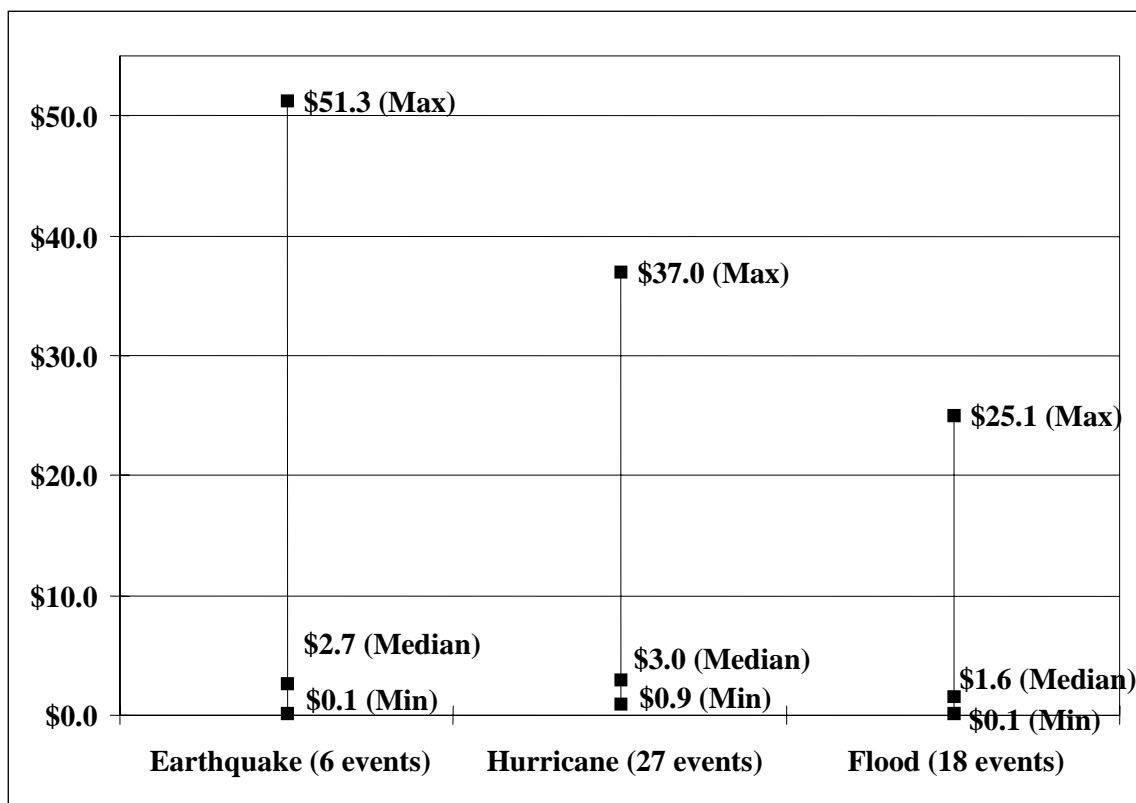 $50.0
$51.3 (Max)
$40.0
$37.0 (Max)
$30.0
$25.1 (Max)
$20.0
$10.0
$2.7 (Median)
$3.0 (Median)
$1.6 (Median)
$0.1 (Min)
$0.9 (Min)
$0.1 (Min)
$0.0
Earthquake (6 events)
Hurricane (27 events)
Flood (18 events)